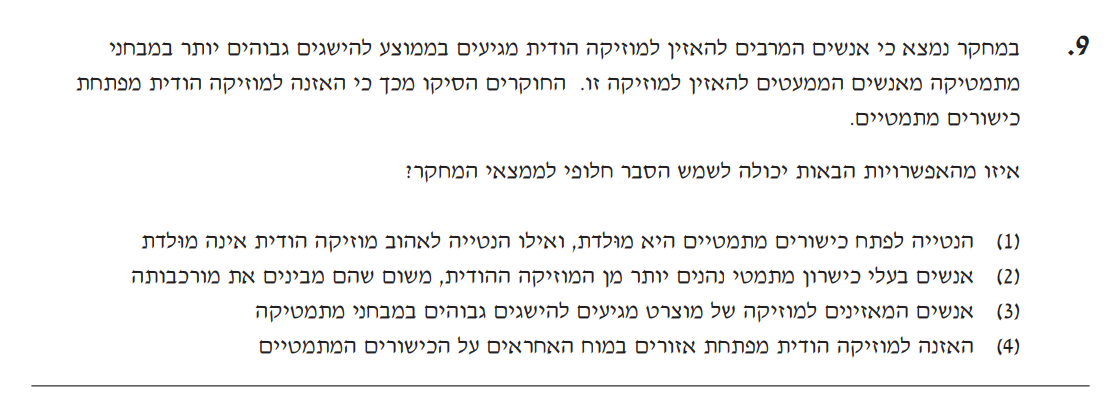 9. במחקר נמצא כי אנשים המרבים להאזין למוזיקה הודית מגיעים בממוצע להישגים גבוהים יותר במבחני
מתמטיקה מאנשים הממעטים להאזין למוזיקה זו. החוקרים הסיקו מכך כי האזנה למוזיקה הודית מפתחת
כישורים מתמטיים.
איזו מהאפשרויות הבאות יכולה לשמש הסבר חלופי לממצאי המחקר?
(1) הנטייה לפתח כישורים מתמטיים היא מוּלדת, ואילו הנטייה לאהוב מוזיקה הודית אינה מוּלדת
(2) אנשים בעלי כישרון מתמטי נהנים יותר מן המוזיקה ההודית, משום שהם מבינים את מורכבותה
(3) אנשים המאזינים למוזיקה של מוצרט מגיעים להישגים גבוהים במבחני מתמטיקה
(4) האזנה למוזיקה הודית מפתחת אזורים במוח האחראים על הכישורים המתמטיים